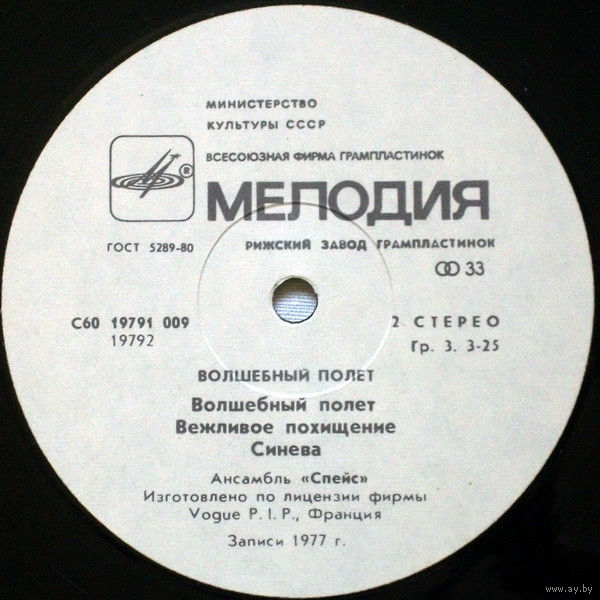 МИНИСТЕРСТВО
КУЛЬТУРЫ СССР
ВСЕСОЮЗНАЯ ФИРМА ГРАМПЛАСТИНОК
®
МЕЛОДИЯ
ГОСТ 5289-80 РИЖСКИЙ ЗАВОД ГРАМПЛАСТИНОК
33
С60 19791 009 2 СТЕРЕО
19792 Гр. 3. 3-25
ВОЛШЕБНЫЙ ПОЛЕТ
Волшебный полет
Вежливое похищение
Синева
Ансамбль «Спейс»
Изготовлено по лицензии фирмы
Vogue P. I. P., Франция
Записи 1977 г.
www.ay.by